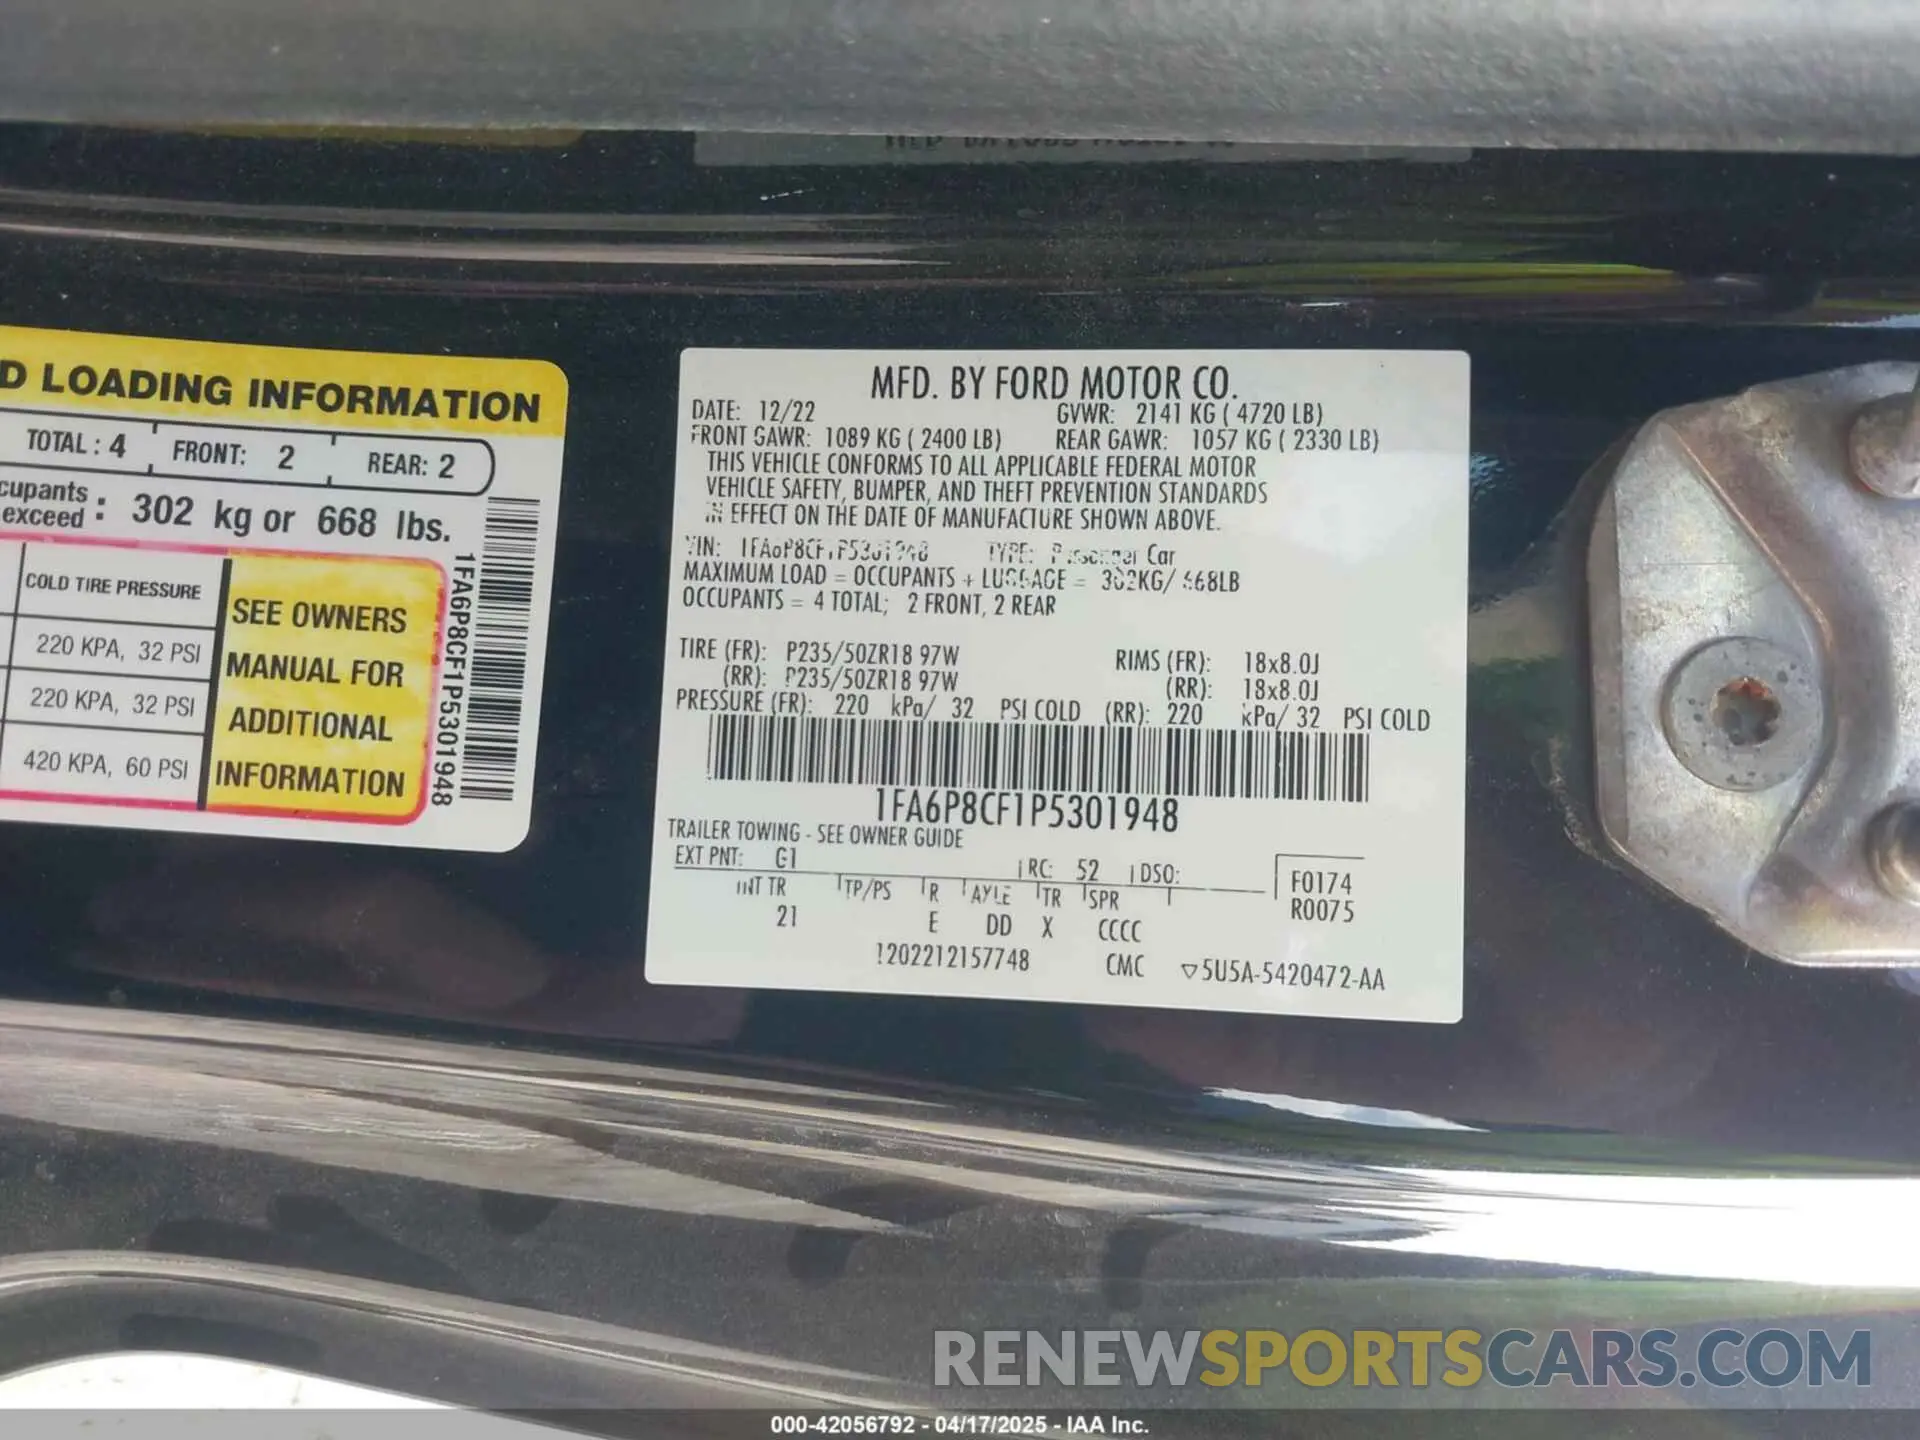 D LOADING INFORMATION
TOTAL : 4 FRONT: 2 REAR: 2
cupants
exceed : 302 kg or 668 lbs.
COLD TIRE PRESSURE
220 KPA, 32 PSI
220 KPA, 32 PSI
420 KPA, 60 PSI
SEE OWNERS
MANUAL FOR
ADDITIONAL
INFORMATION
1FA6P8CF1P5301948
MFD. BY FORD MOTOR CO.
DATE: 12/22 GVWR: 2141 KG ( 4720 LB)
FRONT GAWR: 1089 KG ( 2400 LB) REAR GAWR: 1057 KG ( 2330 LB)
THIS VEHICLE CONFORMS TO ALL APPLICABLE FEDERAL MOTOR
VEHICLE SAFETY, BUMPER, AND THEFT PREVENTION STANDARDS
IN EFFECT ON THE DATE OF MANUFACTURE SHOWN ABOVE.
VIN: 1FA6P8CF1P5301948 TYPE: Passenger Car
MAXIMUM LOAD = OCCUPANTS + LUGGAGE = 302KG/ 668LB
OCCUPANTS = 4 TOTAL; 2 FRONT, 2 REAR
TIRE (FR): P235/50ZR18 97W RIMS (FR): 18x8.0J
(RR): P235/50ZR18 97W (RR): 18x8.0J
PRESSURE (FR): 220 kPa/ 32 PSI COLD (RR): 220 kPa/ 32 PSI COLD
1FA6P8CF1P5301948
TRAILER TOWING - SEE OWNER GUIDE
EXT PNT: G1 RC: 52 DSO:
INT TR TP/PS R AXLE TR SPR
21 E DD X CCCC
F0174
R0075
1202212157748 CMC ▽5U5A-5420472-AA
RENEWSPORTSCARS.COM
000-42056792 - 04/17/2025 - IAA Inc.